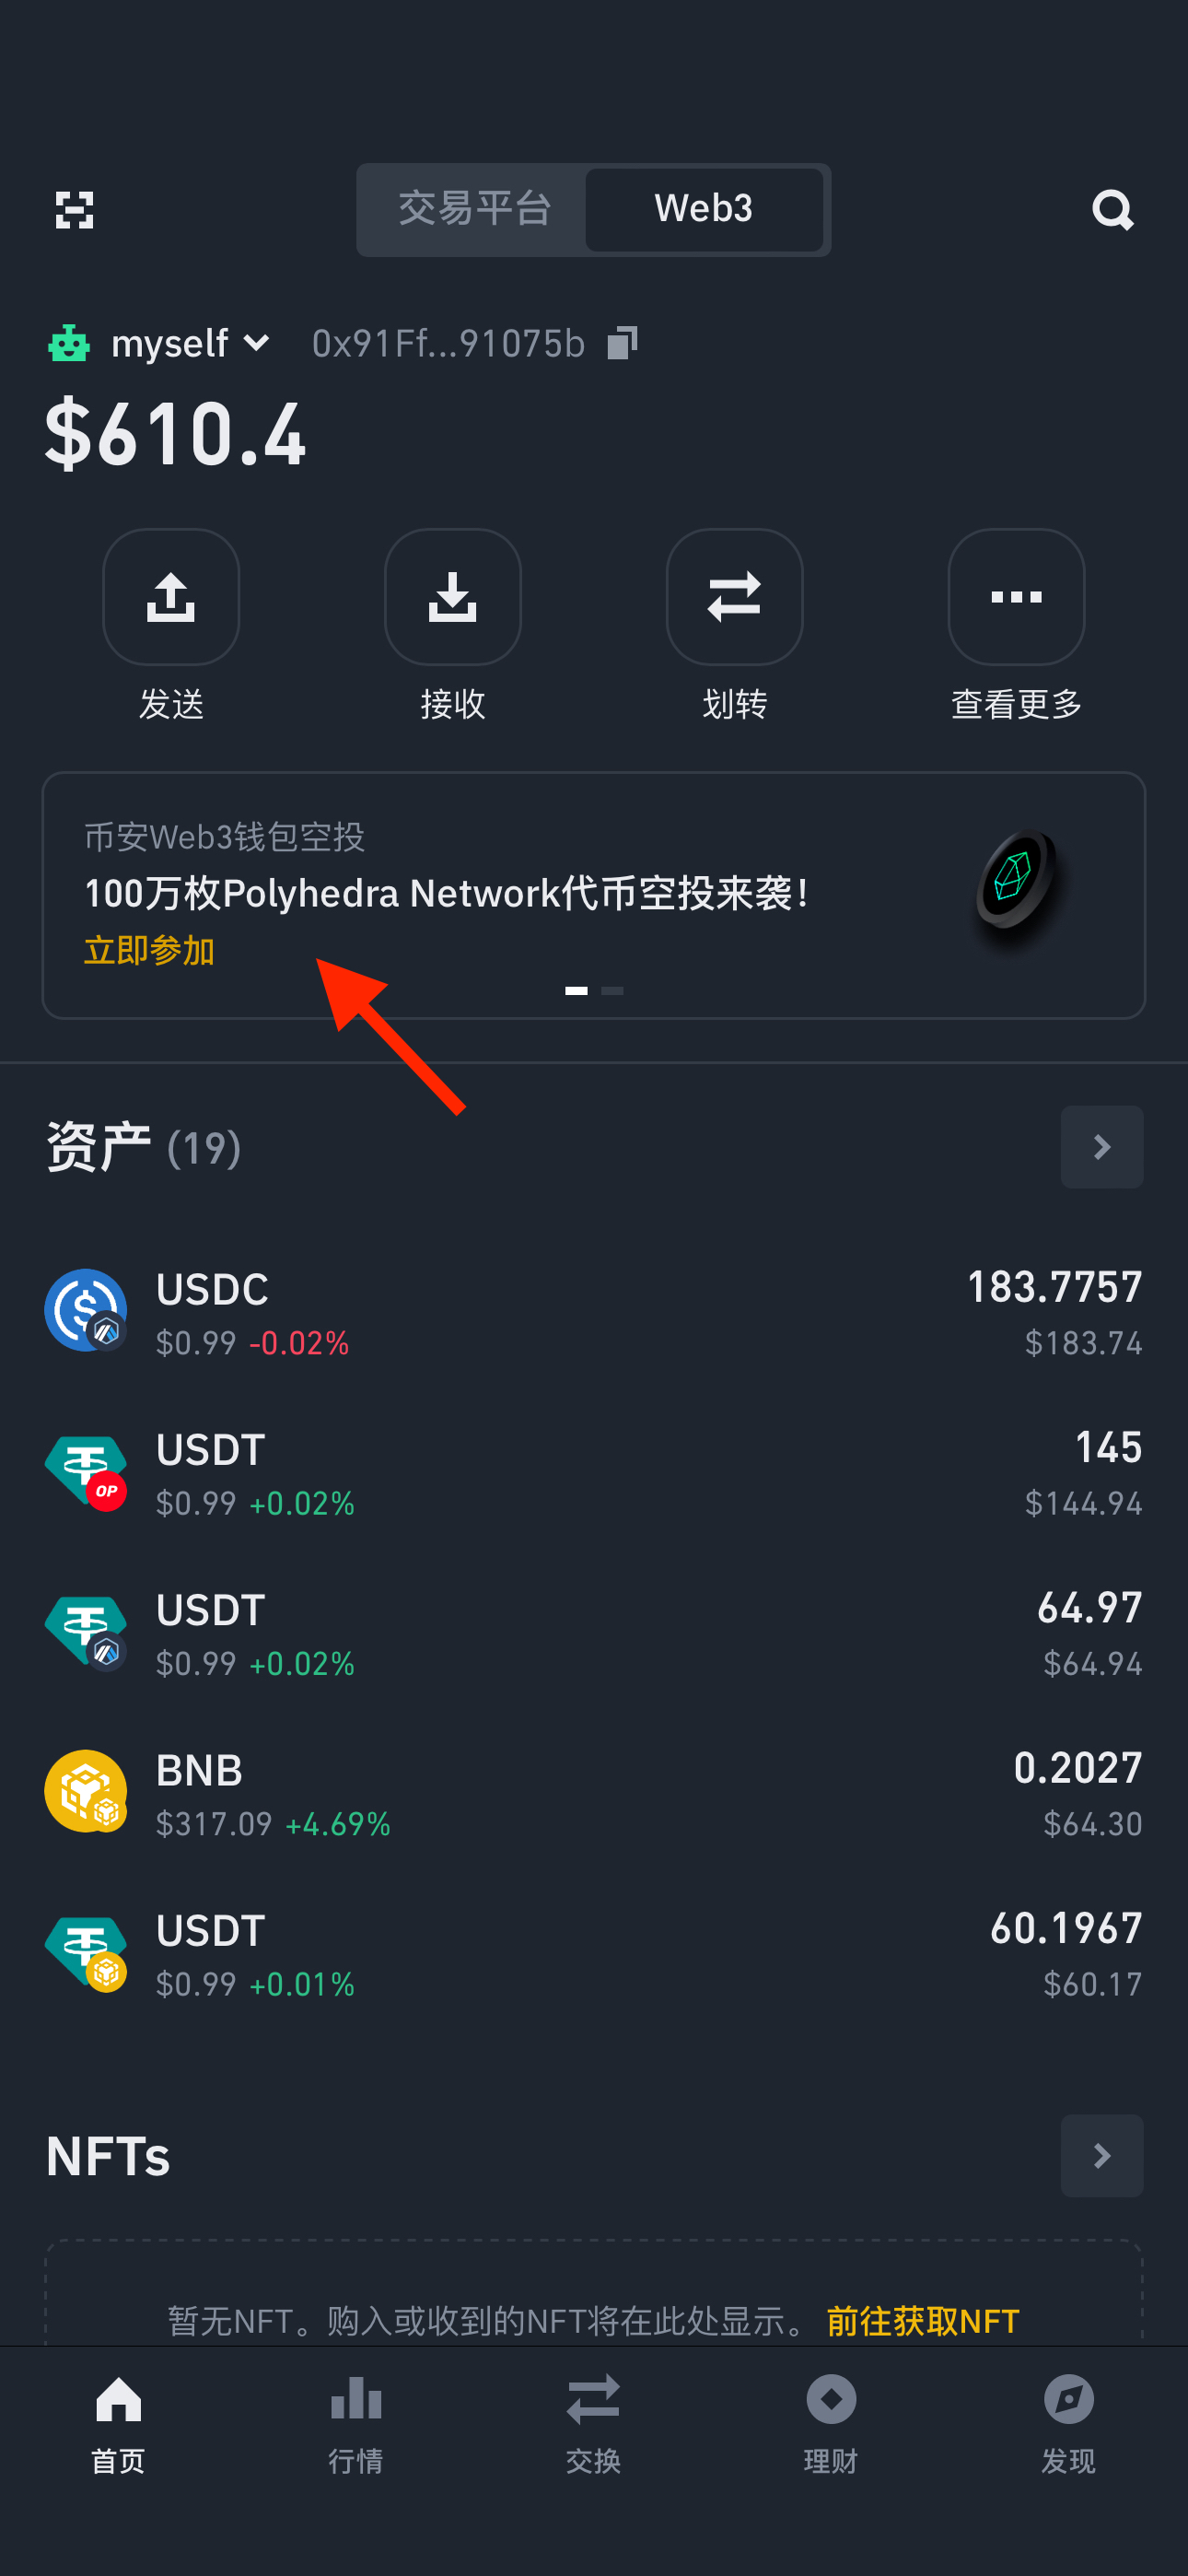 交易平台 Web3
myself 0x91Ff...91075b
$610.4
发送 接收 划转 查看更多
币安Web3钱包空投
100万枚Polyhedra Network代币空投来袭!
立即参加
资产 (19)
USDC 183.7757
$0.99 -0.02% $183.74
OP
USDT 145
$0.99 +0.02% $144.94
USDT 64.97
$0.99 +0.02% $64.94
BNB 0.2027
$317.09 +4.69% $64.30
USDT 60.1967
$0.99 +0.01% $60.17
NFTs
暂无NFT。购入或收到的NFT将在此处显示。 前往获取NFT
首页 行情 交换 理财 发现